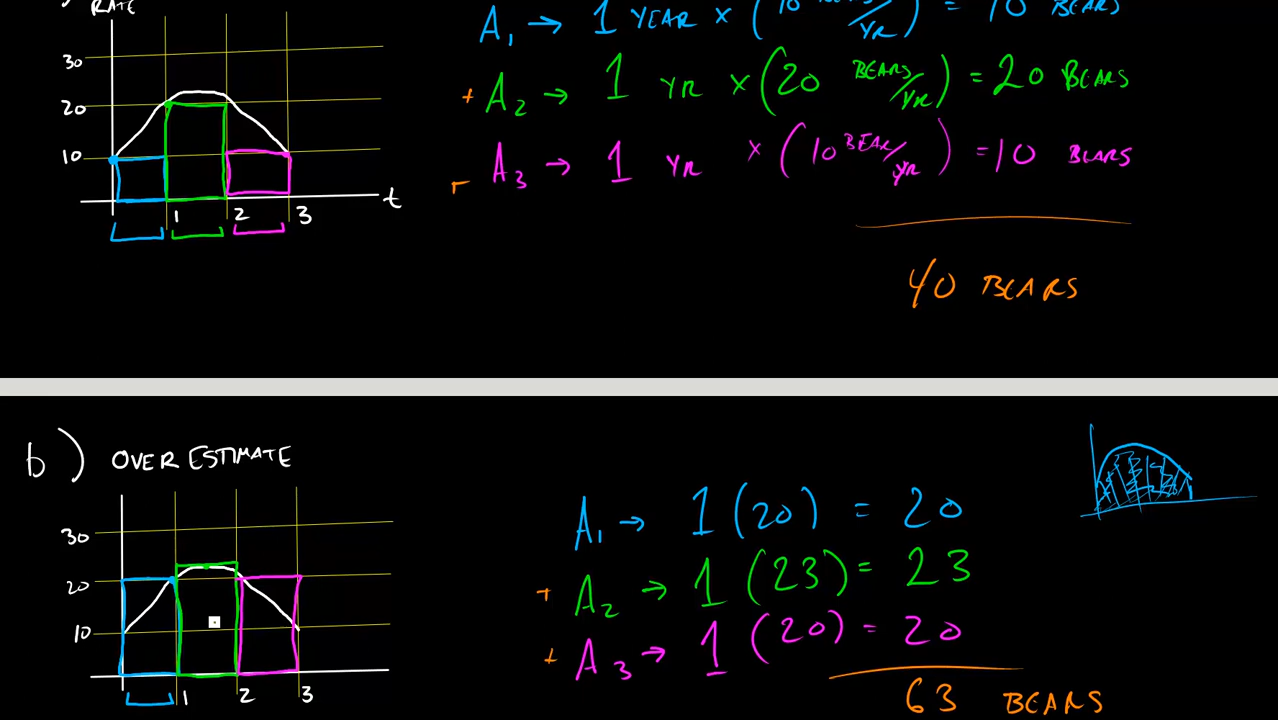 RATE
30
20
10
1 2 3 t
A1 → 1 YEAR × (10 /YR) = 10 BEARS
+ A2 → 1 YR × (20 BEARS/YR) = 20 BEARS
A3 → 1 YR × (10 BEAR/YR) = 10 BEARS
40 BEARS
b) OVER ESTIMATE
30
20
10
1 2 3
A1 → 1 (20) = 20
+ A2 → 1 (23) = 23
+ A3 → 1 (20) = 20
63 BEARS